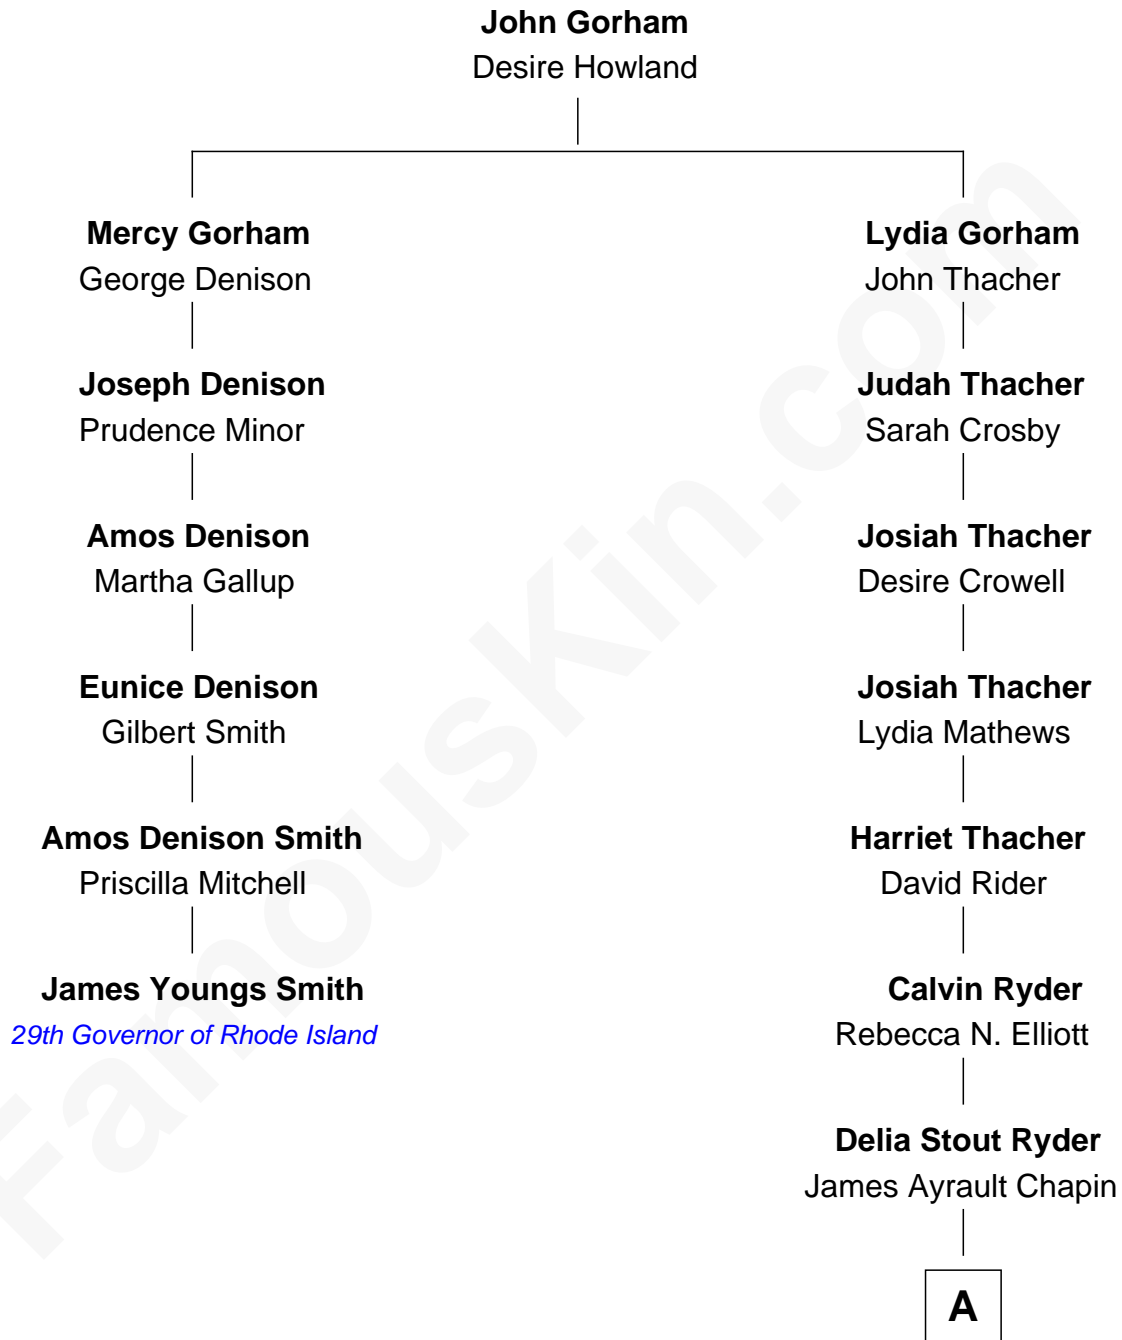 John Gorham
Desire Howland
Mercy Gorham
George Denison
Lydia Gorham
John Thacher
Joseph Denison
Prudence Minor
Judah Thacher
Sarah Crosby
Amos Denison
Martha Gallup
Josiah Thacher
Desire Crowell
Eunice Denison
Gilbert Smith
Josiah Thacher
Lydia Mathews
Amos Denison Smith
Priscilla Mitchell
Harriet Thacher
David Rider
James Youngs Smith
29th Governor of Rhode Island
Calvin Ryder
Rebecca N. Elliott
Delia Stout Ryder
James Ayrault Chapin
A
FamousKin.com